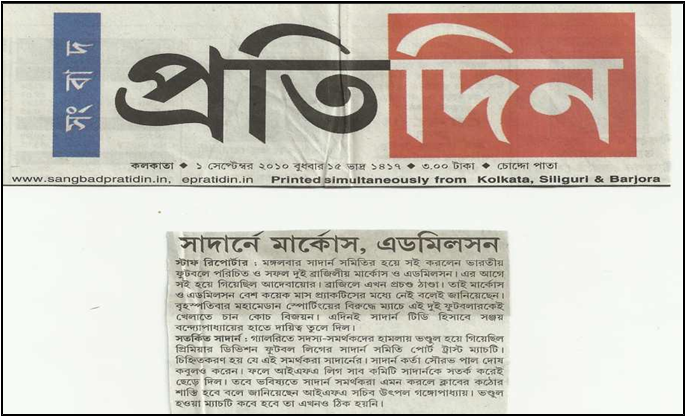 সংবাদ
প্রতিদিন
কলকাতা ◆ ১ সেপ্টেম্বর ২০১০ বুধবার ১৫ ভাদ্র ১৪১৭ ◆ ৩.০০ টাকা ◆ চোদ্দো পাতা
www.sangbadpratidin.in, epratidin.in Printed simultaneously from Kolkata, Siliguri & Barjora
সাদার্নে মার্কোস, এডমিলসন
স্টাফ রিপোর্টার : মঙ্গলবার সাদার্ন সমিতির হয়ে সই করলেন ভারতীয়
ফুটবলে পরিচিত ও সফল দুই ব্রাজিলীয় মার্কোস ও এডমিলসন। এর আগে
সই হয়ে গিয়েছিল আদেবায়োর। ব্রাজিলে এখন প্রচণ্ড ঠাণ্ডা। তাই মার্কোস
ও এডমিলসন বেশ কয়েক মাস প্র্যাকটিসের মধ্যে নেই বলেই জানিয়েছেন।
বৃহস্পতিবার মহামেডান স্পোর্টিংয়ের বিরুদ্ধে ম্যাচে এই দুই ফুটবলারকেই
খেলাতে চান কোচ বিজয়ন। এদিনই সাদার্ন টিডি হিসাবে সঞ্জয়
বন্দ্যোপাধ্যায়ের হাতে দায়িত্ব তুলে দিল।
সতর্কিত সাদার্ন : গ্যালারিতে সদস্য-সমর্থকদের হামলায় ভণ্ডুল হয়ে গিয়েছিল
প্রিমিয়ার ডিভিশন ফুটবল লিগের সাদার্ন সমিতি পোর্ট ট্রাস্ট ম্যাচটি।
চিহ্নিতকরণ হয় যে এই সমর্থকরা সাদার্নের। সাদার্ন কর্তা সৌরভ পাল দোষ
কবুলও করেন। ফলে আইএফএ লিগ সাব কমিটি সাদার্নকে সতর্ক করেই
ছেড়ে দিল। তবে ভবিষ্যতে সাদার্ন সমর্থকরা এমন করলে ক্লাবের কঠোর
শাস্তি হবে বলে জানিয়েছেন আইএফএ সচিব উৎপল গঙ্গোপাধ্যায়। ভণ্ডুল
হওয়া ম্যাচটি কবে হবে তা এখনও ঠিক হয়নি।